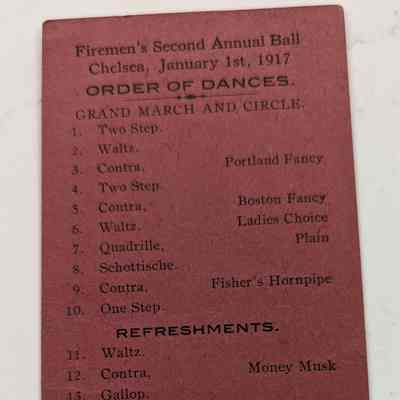 Firemen's Second Annual Ball
Chelsea, January 1st, 1917
ORDER OF DANCES.
GRAND MARCH AND CIRCLE.
1. Two Step.
2. Waltz.
3. Contra, Portland Fancy
4. Two Step.
5. Contra, Boston Fancy
6. Waltz. Ladies Choice
7. Quadrille, Plain
8. Schottische.
9. Contra, Fisher's Hornpipe
10. One Step.
REFRESHMENTS.
11. Waltz.
12. Contra, Money Musk
13. Gallop.